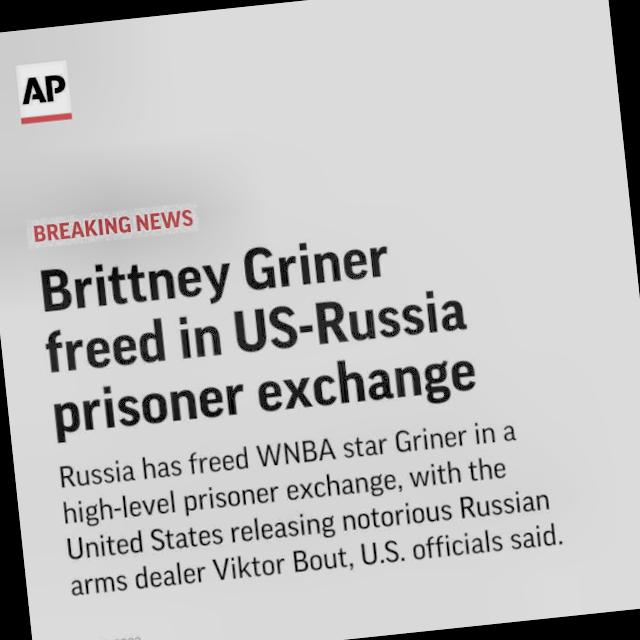 AP
BREAKING NEWS
Brittney Griner
freed in US-Russia
prisoner exchange
Russia has freed WNBA star Griner in a
high-level prisoner exchange, with the
United States releasing notorious Russian
arms dealer Viktor Bout, U.S. officials said.